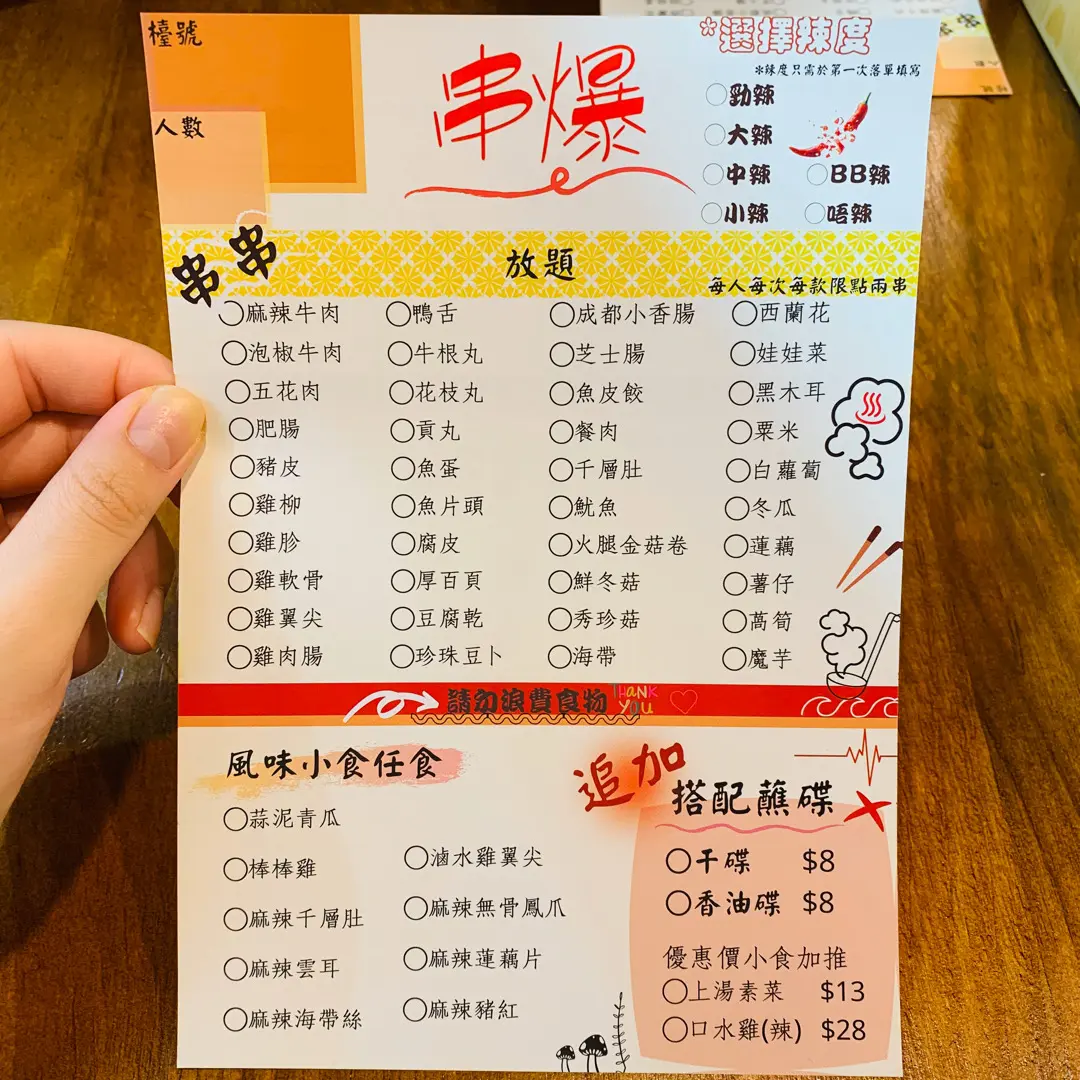 檯號
人數
串爆
*選擇辣度
*辣度只需於第一次落單填寫
勁辣
大辣
中辣 BB辣
小辣 唔辣
串串
放題
每人每次每款限點兩串
麻辣牛肉 鴨舌 成都小香腸 西蘭花
泡椒牛肉 牛根丸 芝士腸 娃娃菜
五花肉 花枝丸 魚皮餃 黑木耳
肥腸 貢丸 餐肉 粟米
豬皮 魚蛋 千層肚 白蘿蔔
雞柳 魚片頭 魷魚 冬瓜
雞胗 腐皮 火腿金菇卷 蓮藕
雞軟骨 厚百頁 鮮冬菇 薯仔
雞翼尖 豆腐乾 秀珍菇 萵筍
雞肉腸 珍珠豆卜 海帶 魔芋
請勿浪費食物 THANK YOU
風味小食任食
蒜泥青瓜
棒棒雞
麻辣千層肚
麻辣雲耳
麻辣海帶絲
滷水雞翼尖
麻辣無骨鳳爪
麻辣蓮藕片
麻辣豬紅
追加
搭配蘸碟
干碟 $8
香油碟 $8
優惠價小食加推
上湯素菜 $13
口水雞(辣) $28